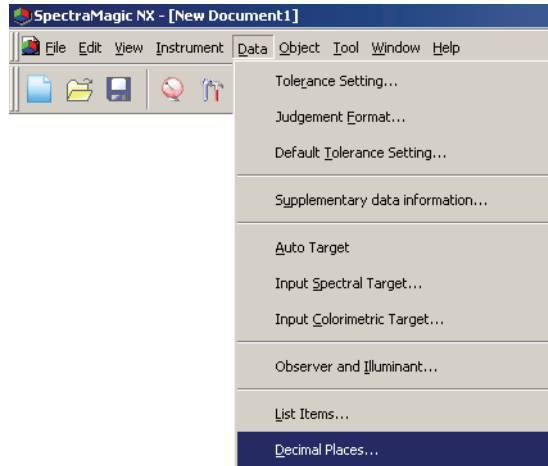 SpectraMagic NX - [New Document1]
File Edit View Instrument Data Object Tool Window Help
Tolerance Setting...
Judgement Format...
Default Tolerance Setting...
Supplementary data information...
Auto Target
Input Spectral Target...
Input Colorimetric Target...
Observer and Illuminant...
List Items...
Decimal Places...